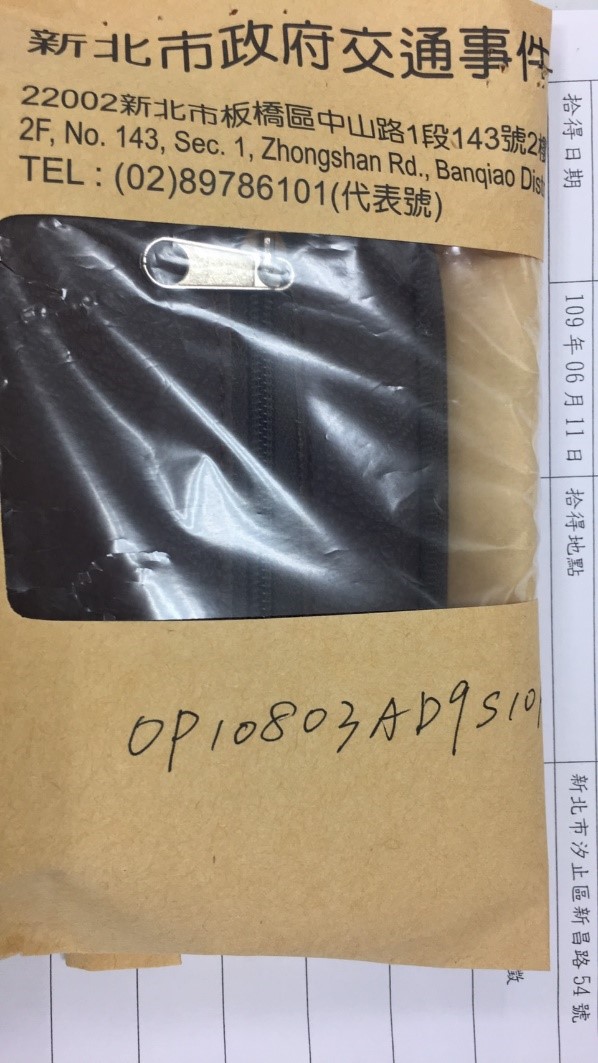 新北市政府交通事件
22002新北市板橋區中山路1段143號2樓
2F, No. 143, Sec. 1, Zhongshan Rd., Banqiao Dist
TEL : (02)89786101(代表號)
OP10803AD9S10
拾得日期
109年06月11日
拾得地點
新北市汐止區新昌路54號
數